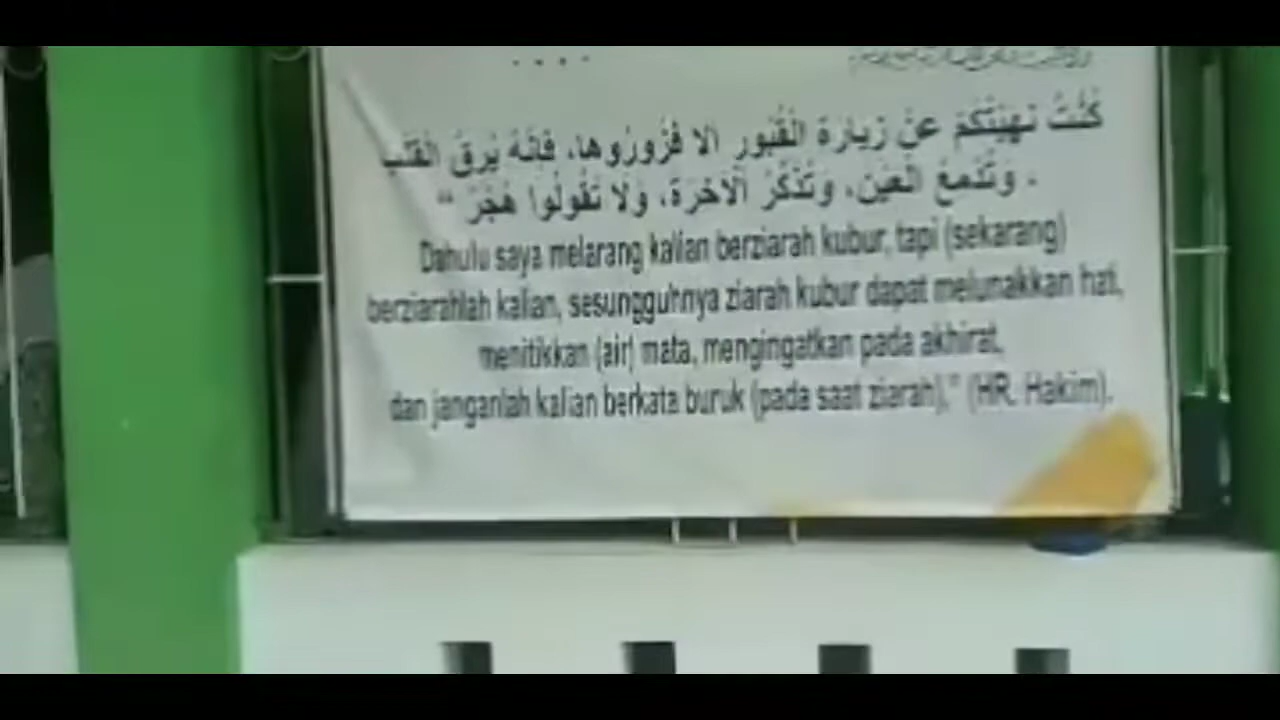 كُنْتُ نَهَيْتُكُمْ عَنْ زِيَارَةِ الْقُبُورِ أَلَا فَزُورُوهَا، فَإِنَّهُ يُرِقُّ الْقَلْبَ
، وَتُدْمِعُ الْعَيْنَ، وَتُذَكِّرُ الْآخِرَةَ، وَلَا تَقُولُوا هُجْرً "
Dahulu saya melarang kalian berziarah kubur, tapi (sekarang)
berziarahlah kalian, sesungguhnya ziarah kubur dapat melunakkan hati,
menitikkan (air) mata, mengingatkan pada akhirat,
dan janganlah kalian berkata buruk (pada saat ziarah)," (HR. Hakim).